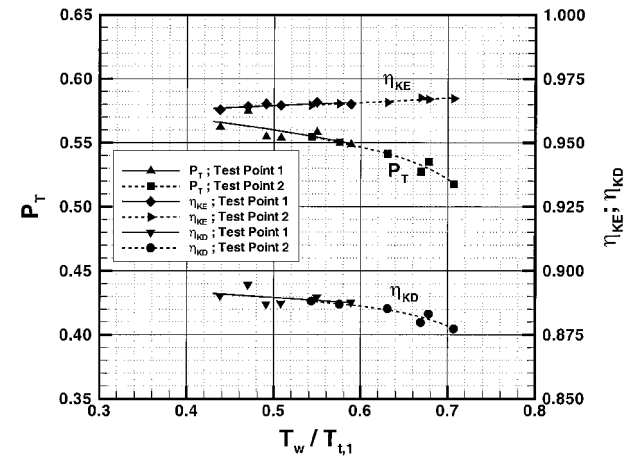 0.65
0.60
0.55
0.50
0.45
0.40
0.35
P_T
1.000
0.975
0.950
0.925
0.900
0.875
0.850
η_KE; η_KD
η_KE
P_T
η_KD
P_T ; Test Point 1
P_T ; Test Point 2
η_KE ; Test Point 1
η_KE ; Test Point 2
η_KD ; Test Point 1
η_KD ; Test Point 2
0.3 0.4 0.5 0.6 0.7 0.8
T_w / T_t,1